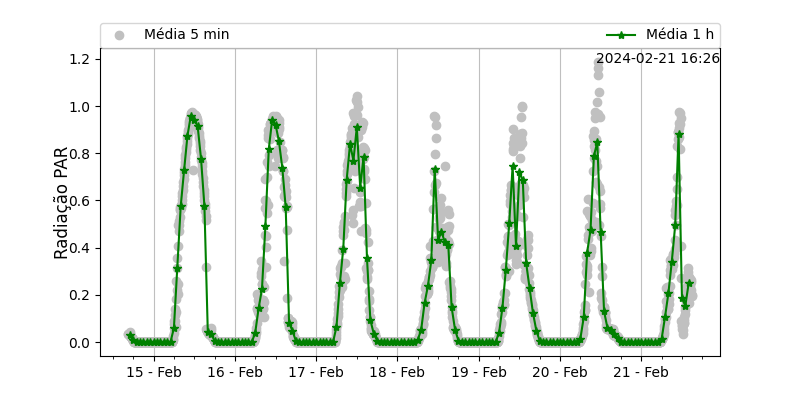 Média 5 min
Média 1 h
2024-02-21 16:26
Radiação PAR
1.2
1.0
0.8
0.6
0.4
0.2
0.0
15 - Feb
16 - Feb
17 - Feb
18 - Feb
19 - Feb
20 - Feb
21 - Feb